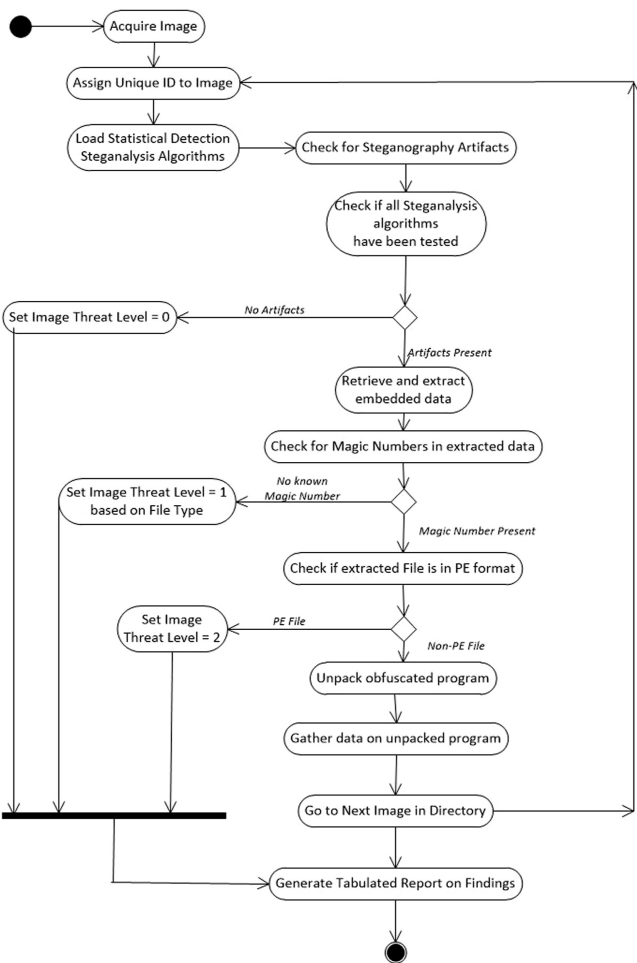 Acquire Image
Assign Unique ID to Image
Load Statistical Detection
Steganalysis Algorithms
Check for Steganography Artifacts
Check if all Steganalysis
algorithms
have been tested
No Artifacts
Set Image Threat Level = 0
Artifacts Present
Retrieve and extract
embedded data
Check for Magic Numbers in extracted data
No known
Magic Number
Set Image Threat Level = 1
based on File Type
Magic Number Present
Check if extracted File is in PE format
PE File
Set Image
Threat Level = 2
Non-PE File
Unpack obfuscated program
Gather data on unpacked program
Go to Next Image in Directory
Generate Tabulated Report on Findings